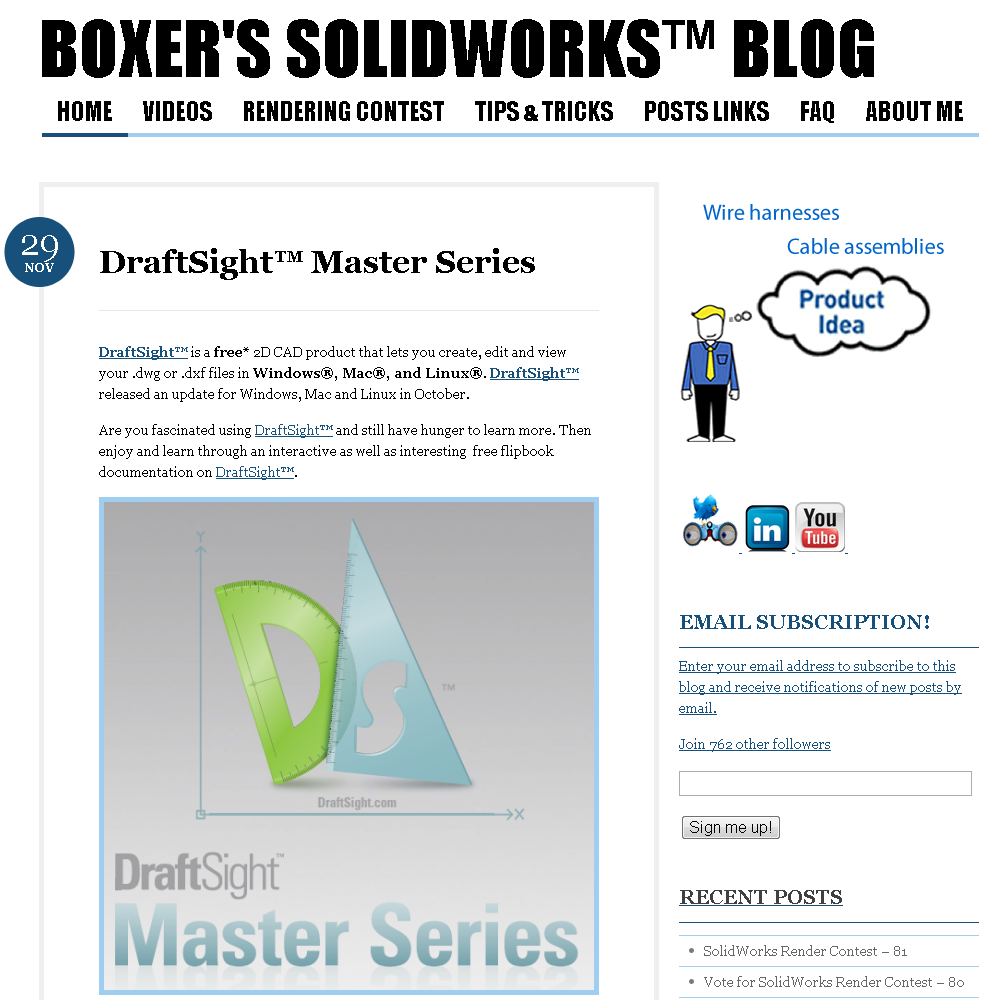 BOXER'S SOLIDWORKS™ BLOG
HOME VIDEOS RENDERING CONTEST TIPS & TRICKS POSTS LINKS FAQ ABOUT ME
29
NOV
DraftSight™ Master Series
DraftSight™ is a free* 2D CAD product that lets you create, edit and view
your .dwg or .dxf files in Windows®, Mac®, and Linux®. DraftSight™
released an update for Windows, Mac and Linux in October.
Are you fascinated using DraftSight™ and still have hunger to learn more. Then
enjoy and learn through an interactive as well as interesting free flipbook
documentation on DraftSight™.
Y
DS
™
DraftSight.com
X
DraftSight™
Master Series
Wire harnesses
Cable assemblies
Product
Idea
in
You
Tube
EMAIL SUBSCRIPTION!
Enter your email address to subscribe to this
blog and receive notifications of new posts by
email.
Join 762 other followers
Sign me up!
RECENT POSTS
SolidWorks Render Contest – 81
Vote for SolidWorks Render Contest – 80